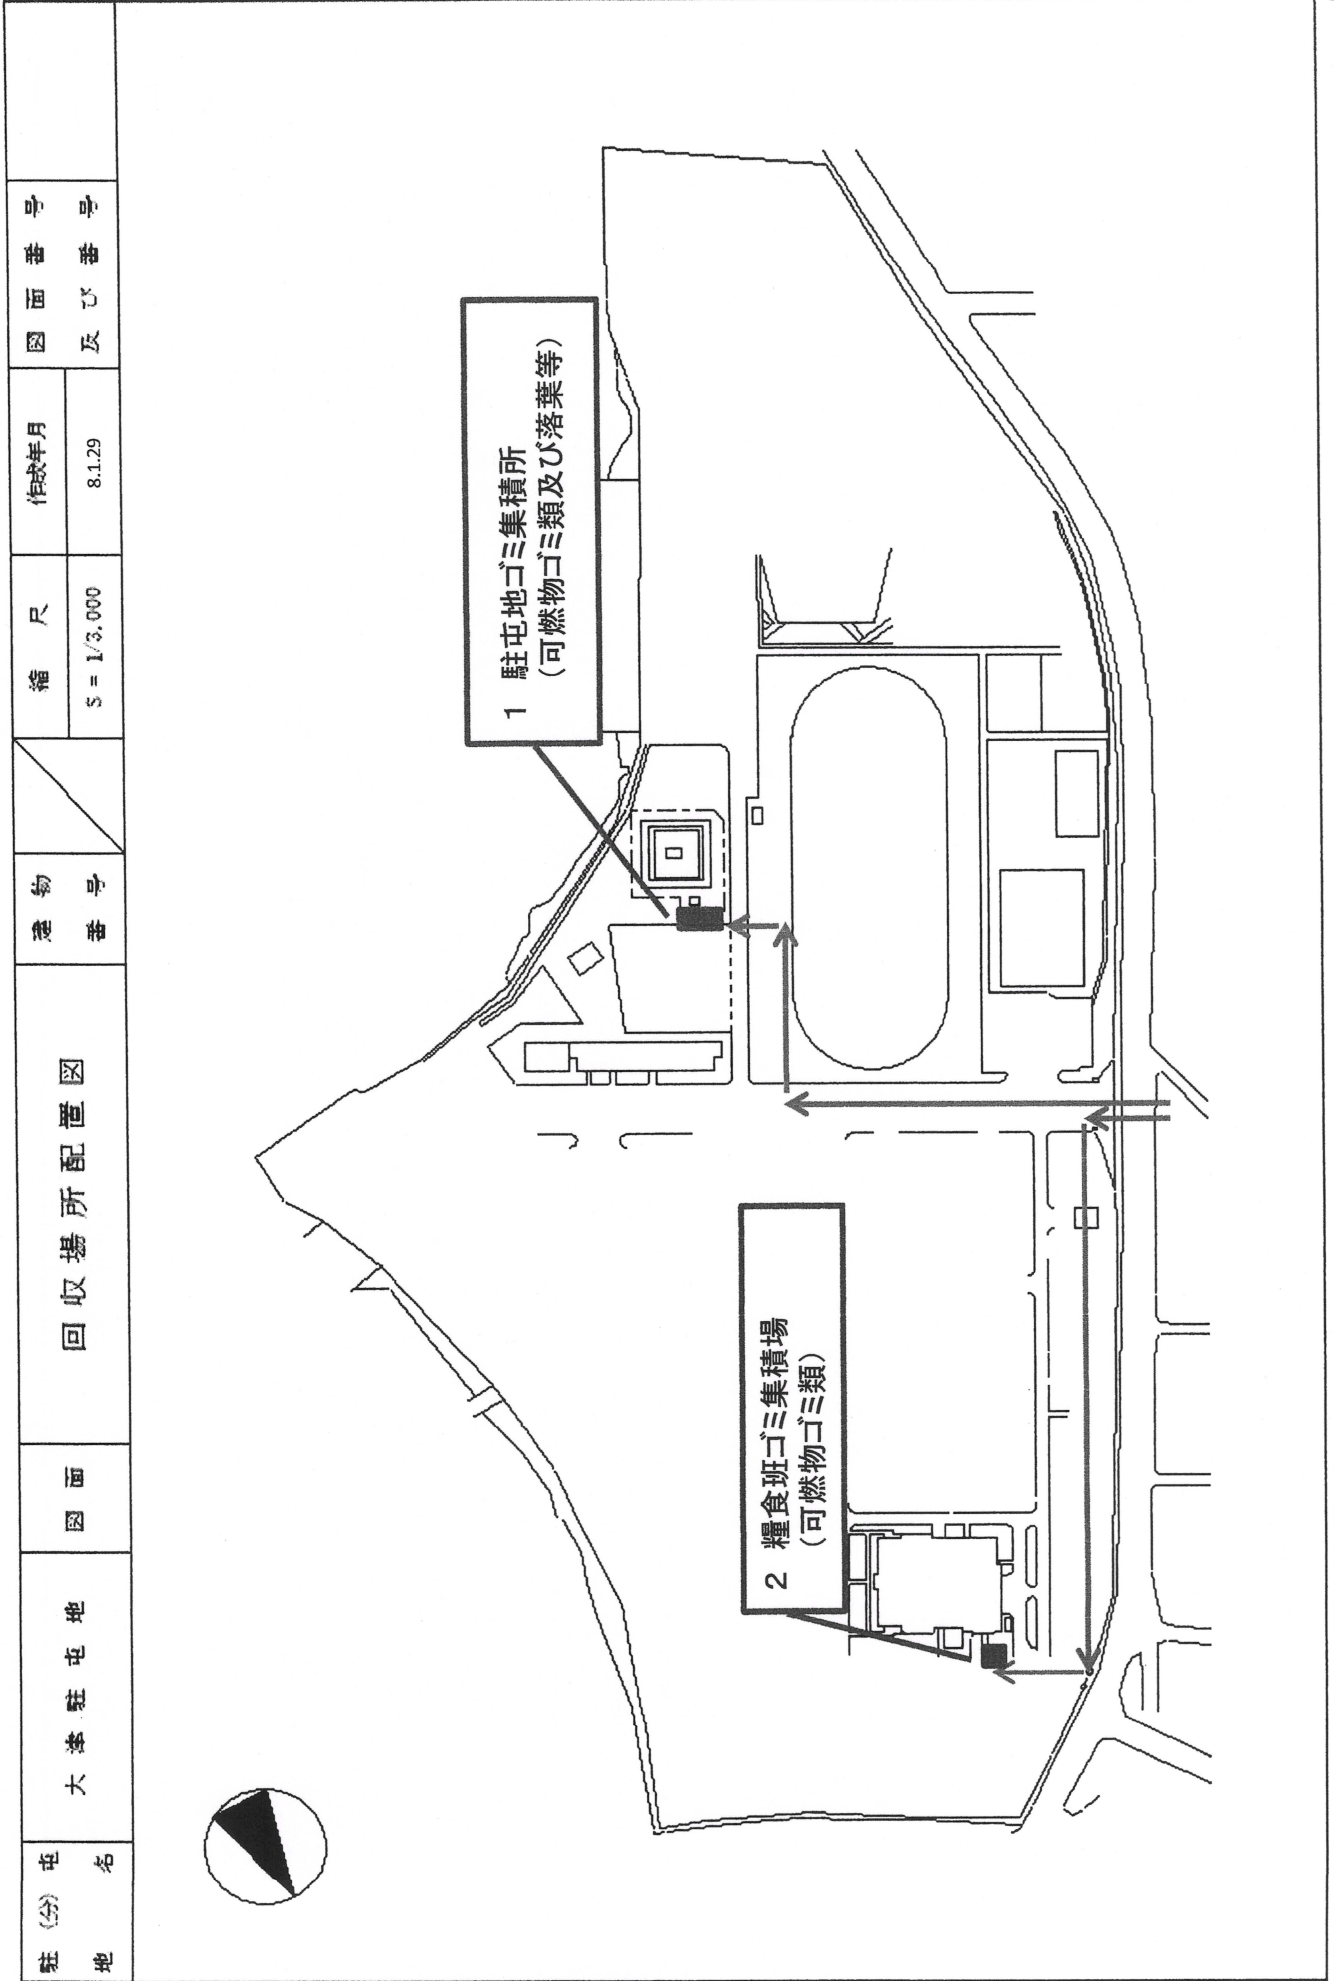 駐（分）屯
地名
大津駐屯地
図面
回収場所配置図
建物
番号
縮尺
S = 1/3,000
作成年月
8.1.29
図面番号
及び番号
1 駐屯地ゴミ集積所
（可燃物ゴミ類及び落葉等）
2 糧食班ゴミ集積場
（可燃物ゴミ類）